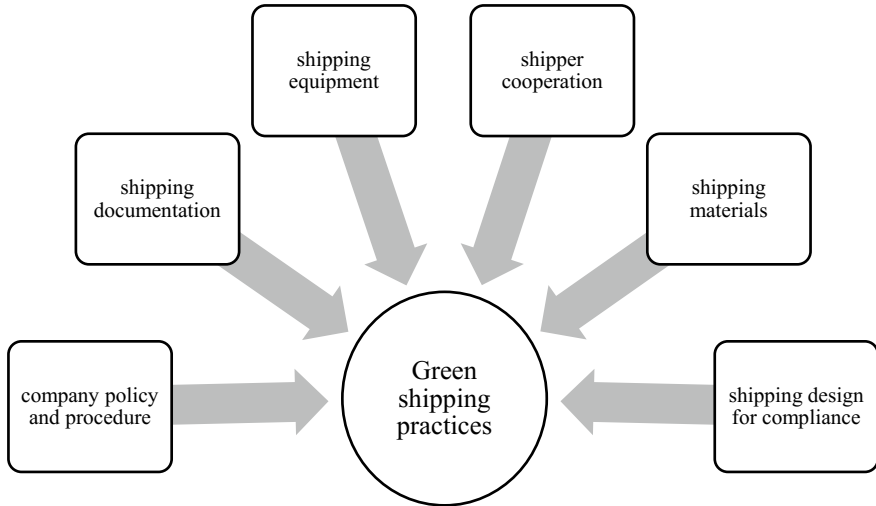 shipping
equipment
shipper
cooperation
shipping
documentation
shipping
materials
company policy
and procedure
Green
shipping
practices
shipping design
for compliance